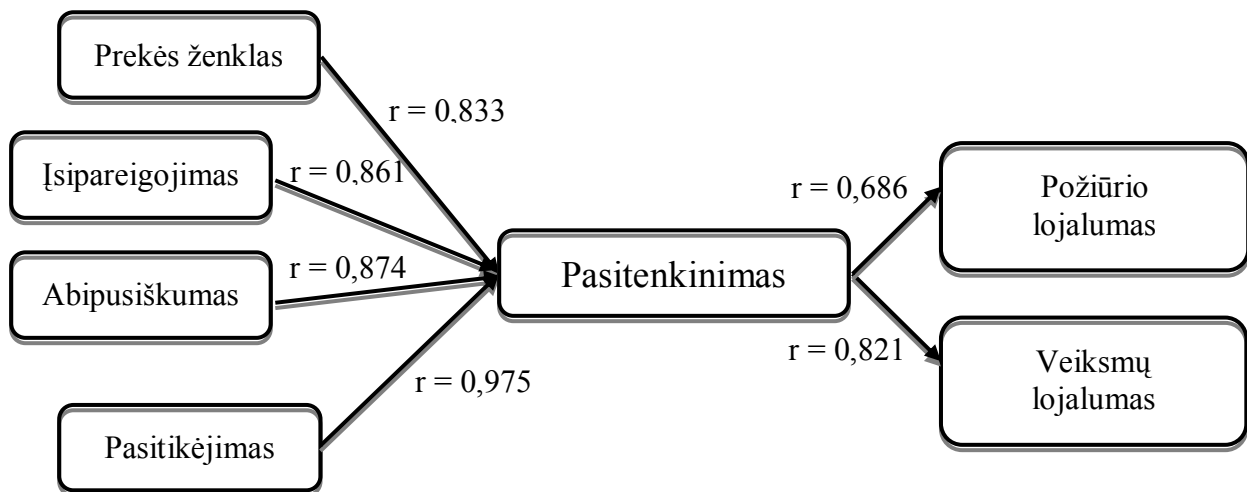 Prekės ženklas
r = 0,833
Įsipareigojimas
r = 0,861
Abipusiškumas
r = 0,874
Pasitikėjimas
r = 0,975
Pasitenkinimas
r = 0,686
Požiūrio
lojalumas
r = 0,821
Veiksmų
lojalumas